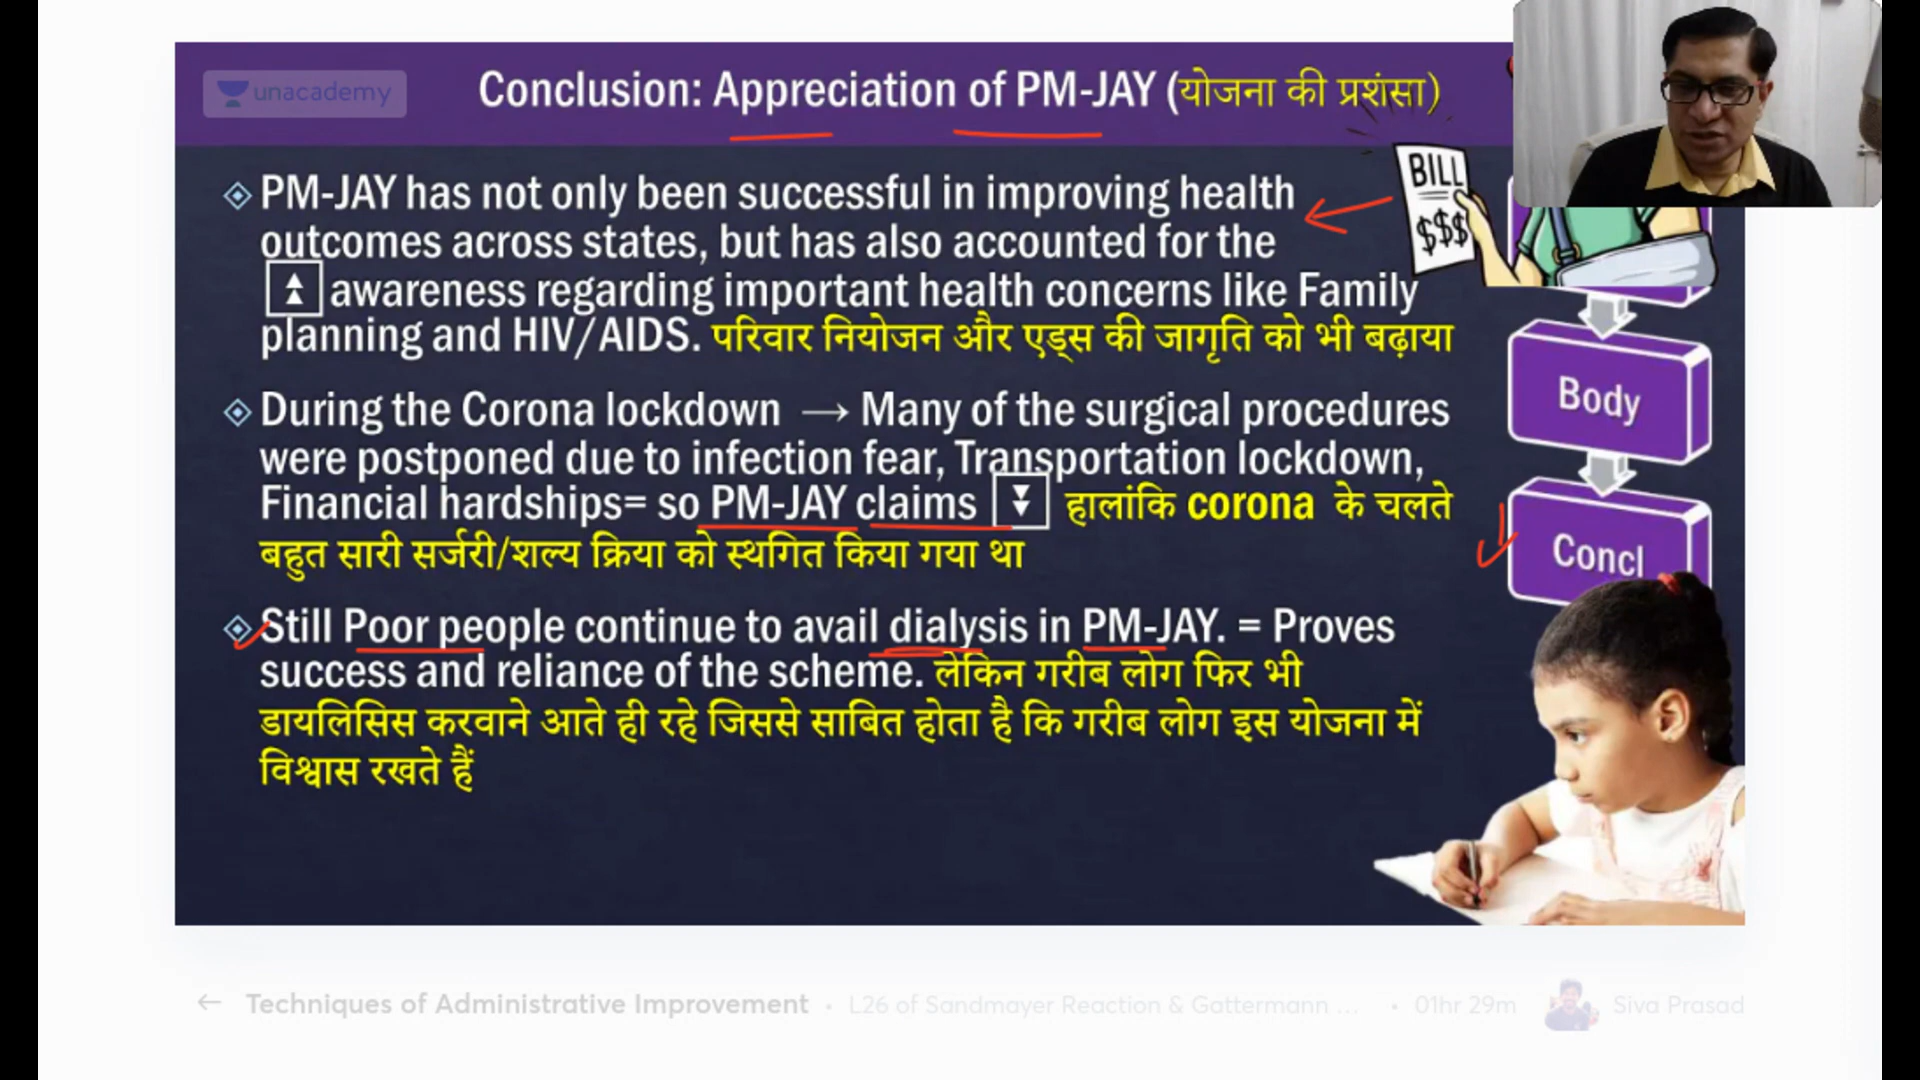 unacademy
Conclusion: Appreciation of PM-JAY (योजना की प्रशंसा)
PM-JAY has not only been successful in improving health
outcomes across states, but has also accounted for the
awareness regarding important health concerns like Family
planning and HIV/AIDS. परिवार नियोजन और एड्स की जागृति को भी बढ़ाया
During the Corona lockdown → Many of the surgical procedures
were postponed due to infection fear, Transportation lockdown,
Financial hardships= so PM-JAY claims हालांकि corona के चलते
बहुत सारी सर्जरी/शल्य क्रिया को स्थगित किया गया था
Still Poor people continue to avail dialysis in PM-JAY. = Proves
success and reliance of the scheme. लेकिन गरीब लोग फिर भी
डायलिसिस करवाने आते ही रहे जिससे साबित होता है कि गरीब लोग इस योजना में
विश्वास रखते हैं
BILL
$$$
Body
Concl
← Techniques of Administrative Improvement • L26 of Sandmayer Reaction & Gattermann ... • 01hr 29m Siva Prasad